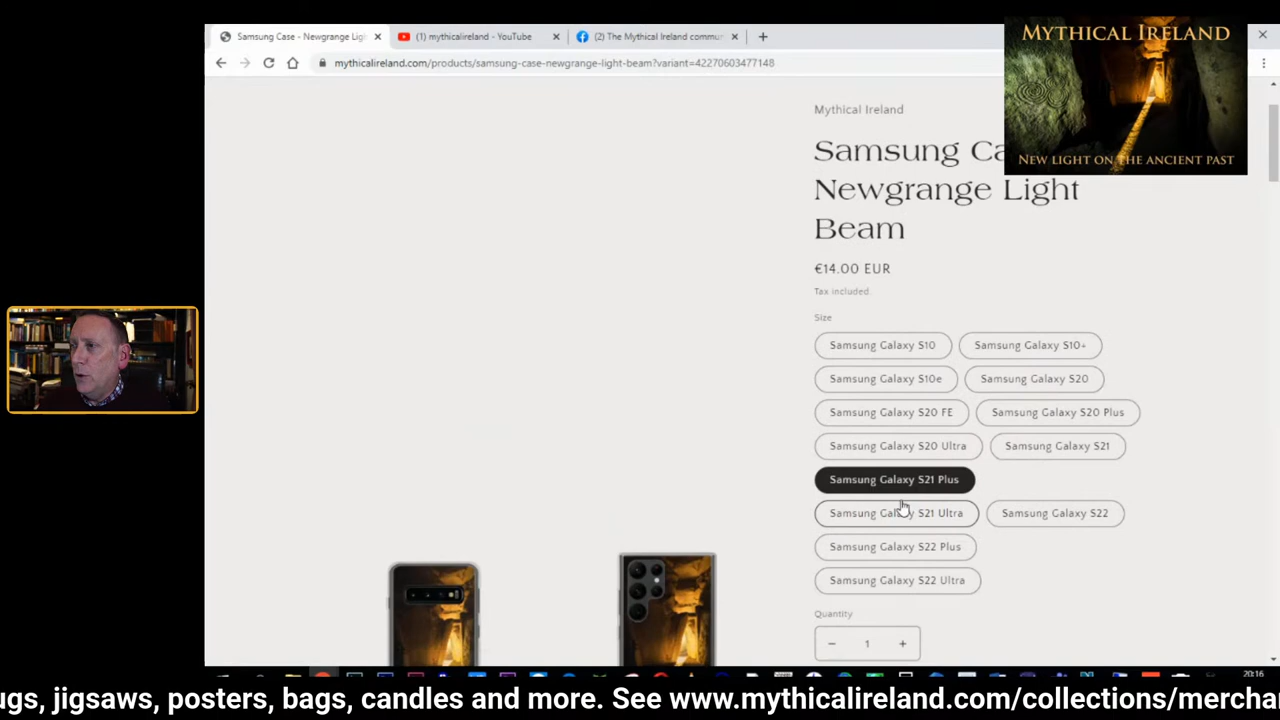 Samsung Case - Newgrange Lig
(1) mythicalireland - YouTube
(2) The Mythical Ireland commu
mythicalireland.com/products/samsung-case-newgrange-light-beam?variant=42270603477148
MYTHICAL IRELAND
NEW LIGHT ON THE ANCIENT PAST
Mythical Ireland
Samsung Ca
Newgrange Light
Beam
€14.00 EUR
Tax included.
Size
Samsung Galaxy S10 Samsung Galaxy S10+
Samsung Galaxy S10e Samsung Galaxy S20
Samsung Galaxy S20 FE Samsung Galaxy S20 Plus
Samsung Galaxy S20 Ultra Samsung Galaxy S21
Samsung Galaxy S21 Plus
Samsung Galaxy S21 Ultra Samsung Galaxy S22
Samsung Galaxy S22 Plus
Samsung Galaxy S22 Ultra
Quantity
− 1 +
20:16
ugs, jigsaws, posters, bags, candles and more. See www.mythicalireland.com/collections/mercha